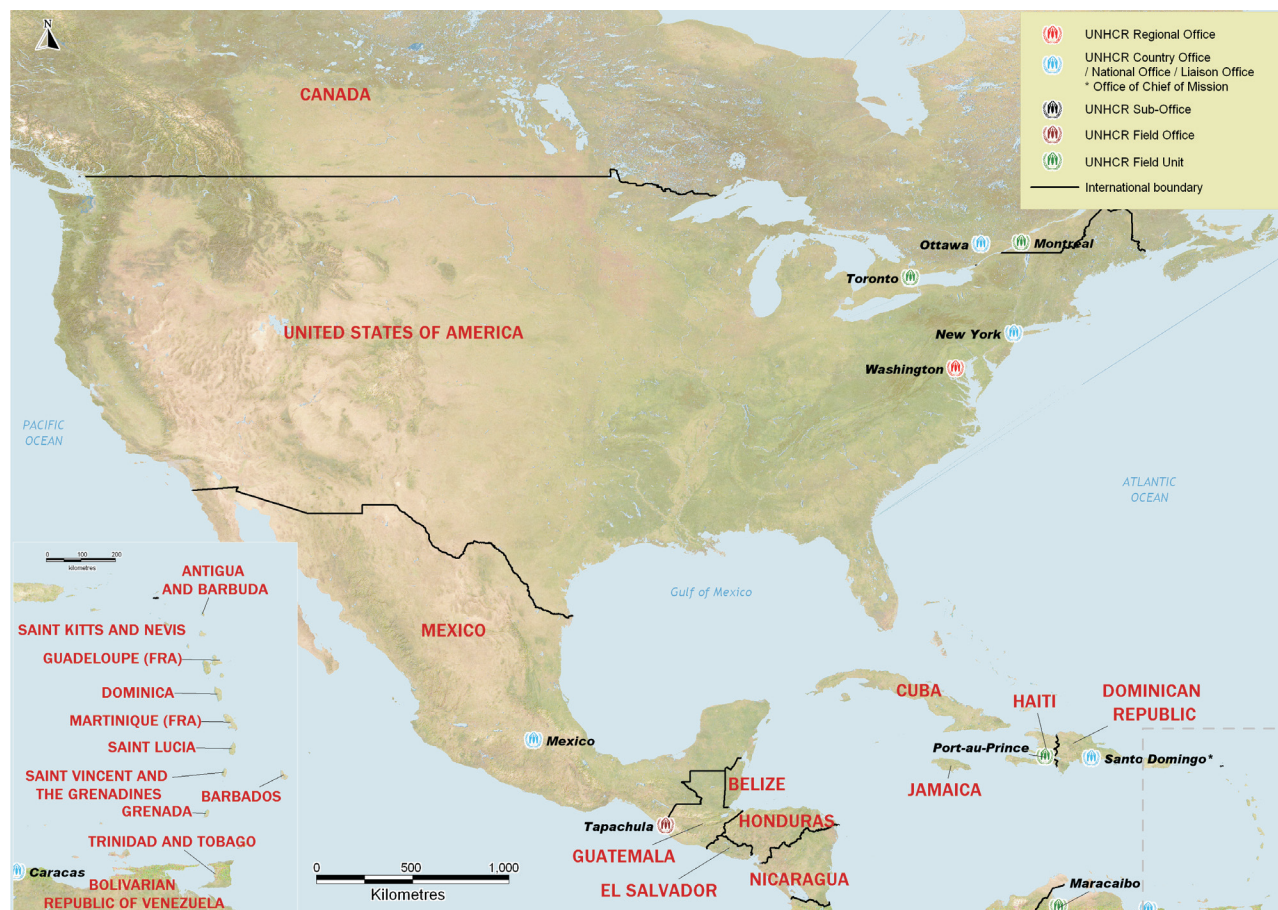 N
UNHCR Regional Office
UNHCR Country Office
/ National Office / Liaison Office
* Office of Chief of Mission
UNHCR Sub-Office
UNHCR Field Office
UNHCR Field Unit
International boundary
CANADA
Ottawa
Montréal
Toronto
UNITED STATES OF AMERICA
New York
Washington
PACIFIC
OCEAN
ATLANTIC
OCEAN
Gulf of Mexico
MEXICO
CUBA
HAITI
DOMINICAN
REPUBLIC
Mexico
Port-au-Prince
Santo Domingo*
JAMAICA
BELIZE
Tapachula
HONDURAS
GUATEMALA
EL SALVADOR
NICARAGUA
Maracaibo
0 500 1,000
Kilometres
0 100 200
kilometres
ANTIGUA
AND BARBUDA
SAINT KITTS AND NEVIS
GUADELOUPE (FRA)
DOMINICA
MARTINIQUE (FRA)
SAINT LUCIA
SAINT VINCENT AND
THE GRENADINES
BARBADOS
GRENADA
TRINIDAD AND TOBAGO
Caracas
BOLIVARIAN
REPUBLIC OF VENEZUELA